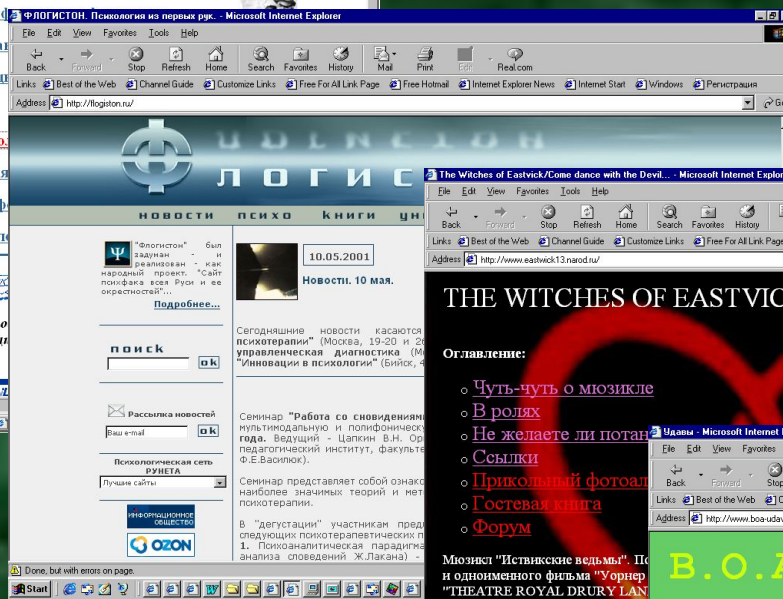 ФЛОГИСТОН. Психология из первых рук. - Microsoft Internet Explorer
File Edit View Favorites Tools Help
Back Forward Stop Refresh Home Search Favorites History Mail Print Edit Real.com
Links Best of the Web Channel Guide Customize Links Free For All Link Page Free Hotmail Internet Explorer News Internet Start Windows Регистрация
Address http://flogiston.ru/
ЛОГИС
новости психо книги
"Флогистон" был
задуман - и
реализован - как
народный проект. "Сайт
психфака всея Руси и ее
окрестностей"...
Подробнее...
поиск
ok
Рассылка новостей
Ваш e-mail ok
Психологическая сеть
РУНЕТА
Лучшие сайты
ИНФОРМАЦИОННОЕ
ОБЩЕСТВО
OZON
10.05.2001
Новости. 10 мая.
Сегодняшние новости касаются
психотерапии" (Москва, 19-20 и 26
управленческая диагностика (М
"Инновации в психологии" (Бийск, 4
Семинар "Работа со сновидениям
мультимодальную и полифоническу
года. Ведущий - Цапкин В.Н. Ор
педагогический институт, факульте
Ф.Е.Василюк).
Семинар представляет собой ознако
наиболее значимых теорий и мет
психотерапии.
В "дегустации" участникам пред
следующих психотерапевтических п
1. Психоаналитическая парадигма
анализа споведений Ж.Лакана) -
Done, but with errors on page.
Start
The Witches of Eastvick/Come dance with the Devil... - Microsoft Internet Explor
File Edit View Favorites Tools Help
Back Forward Stop Refresh Home Search Favorites History
Links Best of the Web Channel Guide Customize Links Free For All Link Page
Address http://www.eastwick13.narod.ru/
THE WITCHES OF EASTVIC
Оглавление:
Чуть-чуть о мюзикле
В ролях
Не желаете ли потан
Ссылки
Прикольный фотоал
Гостевая книга
Форум
Мюзикл "Иствикские ведьмы". По
и одноименного фильма "Уорнер
"THEATRE ROYAL DRURY LAN
Удавы - Microsoft Internet
File Edit View Favorites
Back Forward Stop
Links Best of the Web
Address http://www.boa-udav
B.O.A